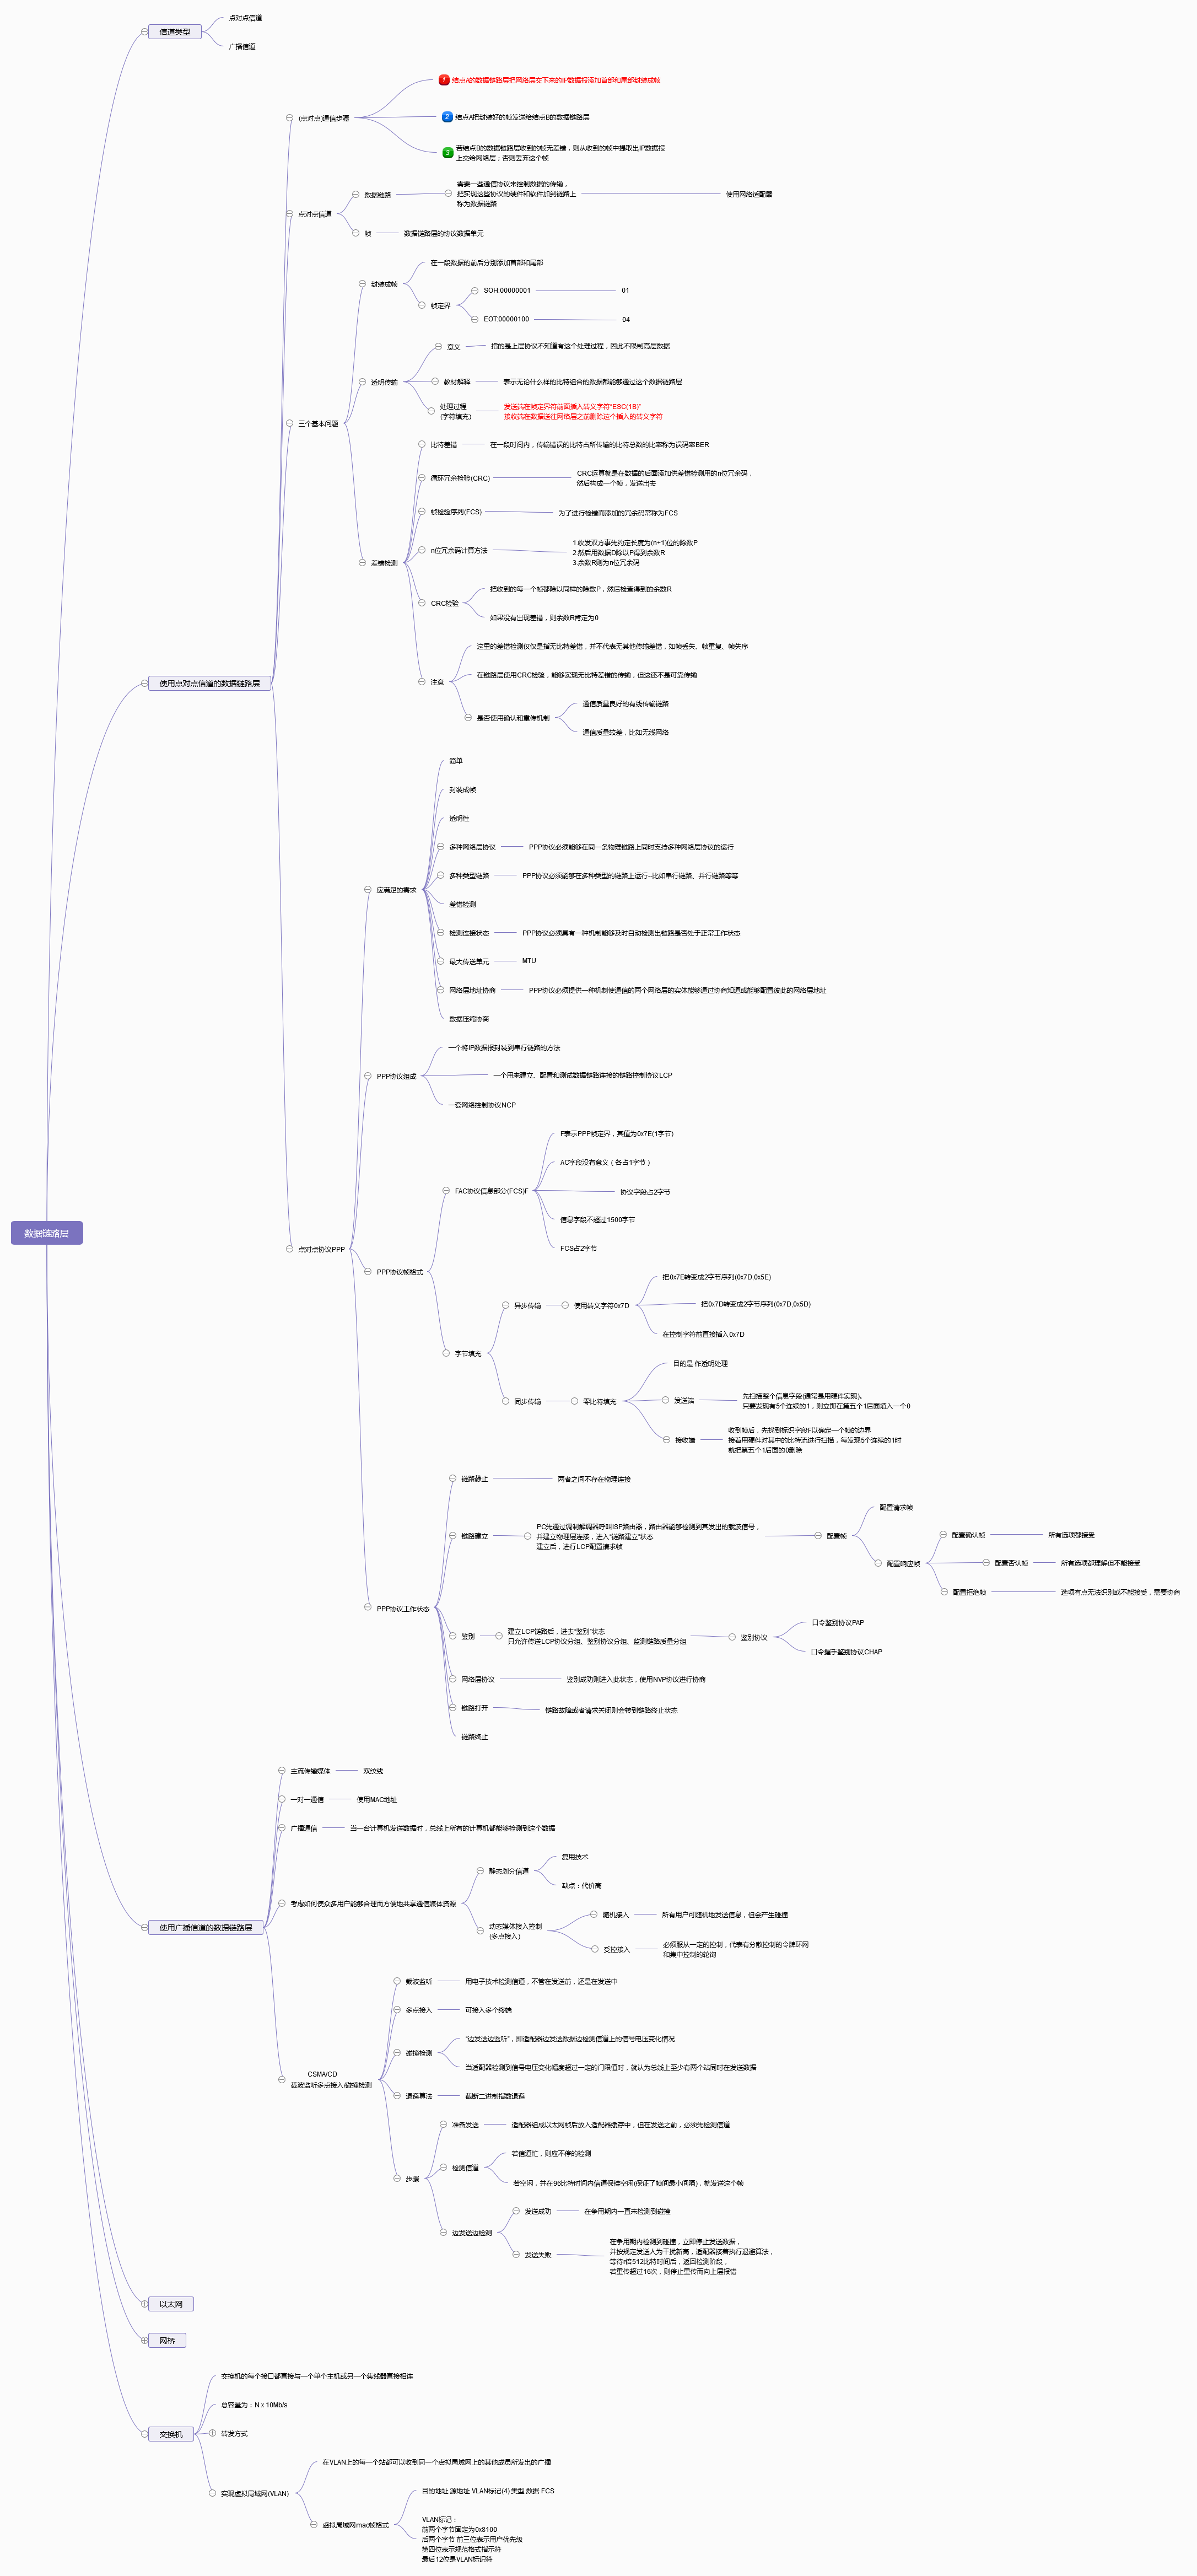 数据链路层
信道类型
点对点信道
广播信道
使用点对点信道的数据链路层
(点对点)通信步骤
1 结点A的数据链路层把网络层交下来的IP数据报添加首部和尾部封装成帧
2 结点A把封装好的帧发送给结点B的数据链路层
3 若结点B的数据链路层收到的帧无差错，则从收到的帧中提取出IP数据报
上交给网络层；否则丢弃这个帧
点对点信道
数据链路
需要一些通信协议来控制数据的传输，
把实现这些协议的硬件和软件加到链路上
称为数据链路
使用网络适配器
帧
数据链路层的协议数据单元
三个基本问题
封装成帧
在一段数据的前后分别添加首部和尾部
帧定界
SOH:00000001
01
EOT:00000100
04
透明传输
意义
指的是上层协议不知道有这个处理过程，因此不限制高层数据
教材解释
表示无论什么样的比特组合的数据都能够通过这个数据链路层
处理过程
(字符填充)
发送端在帧定界符前面插入转义字符"ESC(1B)"
接收端在数据送往网络层之前删除这个插入的转义字符
差错检测
比特差错
在一段时间内，传输错误的比特占所传输的比特总数的比率称为误码率BER
循环冗余检验(CRC)
CRC运算就是在数据的后面添加供差错检测用的n位冗余码，
然后构成一个帧，发送出去
帧检验序列(FCS)
为了进行检错而添加的冗余码常称为FCS
n位冗余码计算方法
1.收发双方事先约定长度为(n+1)位的除数P
2.然后用数据D除以P得到余数R
3.余数R则为n位冗余码
CRC检验
把收到的每一个帧都除以同样的除数P，然后检查得到的余数R
如果没有出现差错，则余数R肯定为0
注意
这里的差错检测仅仅是指无比特差错，并不代表无其他传输差错，如帧丢失、帧重复、帧失序
在链路层使用CRC检验，能够实现无比特差错的传输，但这还不是可靠传输
是否使用确认和重传机制
通信质量良好的有线传输链路
通信质量较差，比如无线网络
点对点协议PPP
应满足的需求
简单
封装成帧
透明性
多种网络层协议
PPP协议必须能够在同一条物理链路上同时支持多种网络层协议的运行
多种类型链路
PPP协议必须能够在多种类型的链路上运行--比如串行链路、并行链路等等
差错检测
检测连接状态
PPP协议必须具有一种机制能够及时自动检测出链路是否处于正常工作状态
最大传送单元
MTU
网络层地址协商
PPP协议必须提供一种机制使通信的两个网络层的实体能够通过协商知道或能够配置彼此的网络层地址
数据压缩协商
PPP协议组成
一个将IP数据报封装到串行链路的方法
一个用来建立、配置和测试数据链路连接的链路控制协议LCP
一套网络控制协议NCP
PPP协议帧格式
FAC协议信息部分(FCS)F
F表示PPP帧定界，其值为0x7E(1字节)
AC字段没有意义（各占1字节）
协议字段占2字节
信息字段不超过1500字节
FCS占2字节
字节填充
异步传输
使用转义字符0x7D
把0x7E转变成2字节序列(0x7D,0x5E)
把0x7D转变成2字节序列(0x7D,0x5D)
在控制字符前直接插入0x7D
同步传输
零比特填充
目的是 作透明处理
发送端
先扫描整个信息字段(通常是用硬件实现)。
只要发现有5个连续的1，则立即在第五个1后面填入一个0
接收端
收到帧后，先找到标识字段F以确定一个帧的边界
接着用硬件对其中的比特流进行扫描，每发现5个连续的1时
就把第五个1后面的0删除
PPP协议工作状态
链路静止
两者之间不存在物理连接
链路建立
PC先通过调制解调器呼叫ISP路由器，路由器能够检测到其发出的载波信号，
并建立物理层连接，进入“链路建立”状态
建立后，进行LCP配置请求帧
配置帧
配置请求帧
配置响应帧
配置确认帧
所有选项都接受
配置否认帧
所有选项都理解但不能接受
配置拒绝帧
选项有点无法识别或不能接受，需要协商
鉴别
建立LCP链路后，进去“鉴别”状态
只允许传送LCP协议分组、鉴别协议分组、监测链路质量分组
鉴别协议
口令鉴别协议PAP
口令握手鉴别协议CHAP
网络层协议
鉴别成功则进入此状态，使用NVP协议进行协商
链路打开
链路故障或者请求关闭则会转到链路终止状态
链路终止
使用广播信道的数据链路层
主流传输媒体
双绞线
一对一通信
使用MAC地址
广播通信
当一台计算机发送数据时，总线上所有的计算机都能够检测到这个数据
考虑如何使众多用户能够合理而方便地共享通信媒体资源
静态划分信道
复用技术
缺点：代价高
动态媒体接入控制
(多点接入)
随机接入
所有用户可随机地发送信息，但会产生碰撞
受控接入
必须服从一定的控制，代表有分散控制的令牌环网
和集中控制的轮询
CSMA/CD
载波监听多点接入/碰撞检测
载波监听
用电子技术检测信道，不管在发送前，还是在发送中
多点接入
可接入多个终端
碰撞检测
“边发送边监听”，即适配器边发送数据边检测信道上的信号电压变化情况
当适配器检测到信号电压变化幅度超过一定的门限值时，就认为总线上至少有两个站同时在发送数据
退避算法
截断二进制指数退避
步骤
准备发送
适配器组成以太网帧后放入适配器缓存中，但在发送之前，必须先检测信道
检测信道
若信道忙，则应不停的检测
若空闲，并在96比特时间内信道保持空闲(保证了帧间最小间隔)，就发送这个帧
边发送边检测
发送成功
在争用期内一直未检测到碰撞
发送失败
在争用期内检测到碰撞，立即停止发送数据，
并按规定发送人为干扰新高，适配器接着执行退避算法，
等待r倍512比特时间后，返回检测阶段，
若重传超过16次，则停止重传而向上层报错
以太网
网桥
交换机
交换机的每个接口都直接与一个单个主机或另一个集线器直接相连
总容量为：N x 10Mb/s
转发方式
实现虚拟局域网(VLAN)
在VLAN上的每一个站都可以收到同一个虚拟局域网上的其他成员所发出的广播
虚拟局域网mac帧格式
目的地址 源地址 VLAN标记(4) 类型 数据 FCS
VLAN标记：
前两个字节固定为0x8100
后两个字节 前三位表示用户优先级
第四位表示规范格式指示符
最后12位是VLAN标识符